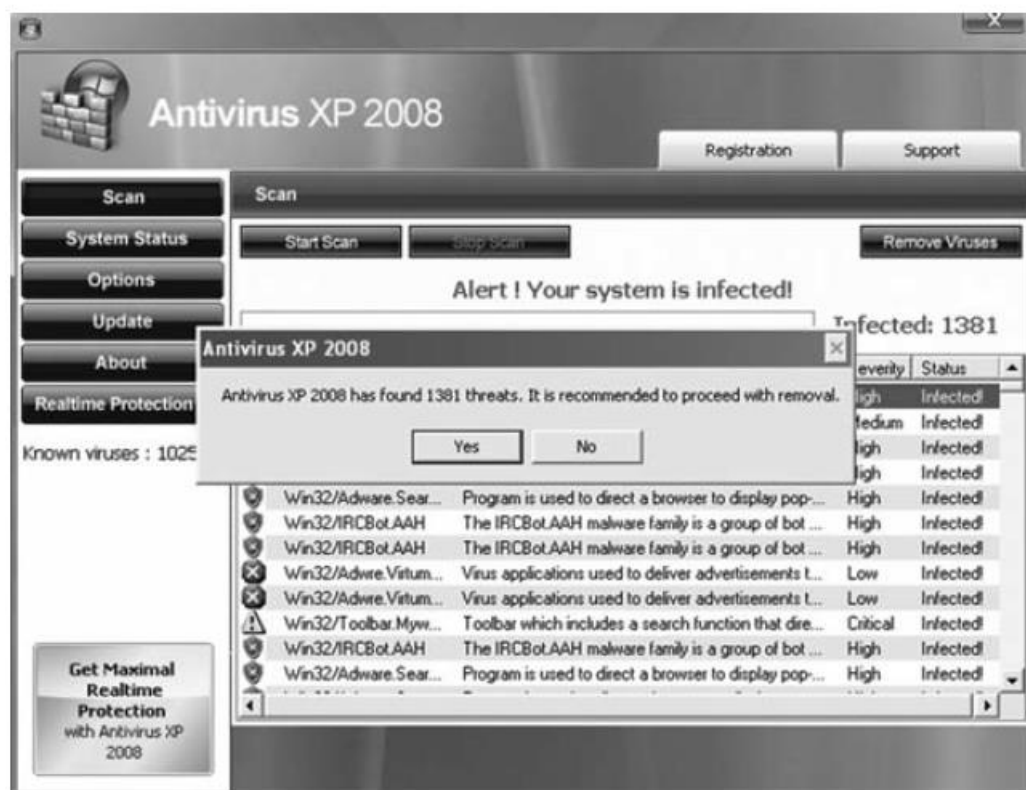 Antivirus XP 2008
Registration
Support
Scan
System Status
Options
Update
About
Realtime Protection
Known viruses : 1025
Get Maximal
Realtime
Protection
with Antivirus XP
2008
Scan
Start Scan
Stop Scan
Remove Viruses
Alert ! Your system is infected!
Infected: 1381
Antivirus XP 2008
Antivirus XP 2008 has found 1381 threats. It is recommended to proceed with removal.
Yes No
everity Status
High Infected!
Medium Infected!
High Infected!
High Infected!
Win32/Adware.Sear... Program is used to direct a browser to display pop-... High Infected!
Win32/IRCBot.AAH The IRCBot.AAH malware family is a group of bot ... High Infected!
Win32/IRCBot.AAH The IRCBot.AAH malware family is a group of bot ... High Infected!
Win32/Adwre.Virtum... Virus applications used to deliver advertisements t... Low Infected!
Win32/Adwre.Virtum... Virus applications used to deliver advertisements t... Low Infected!
Win32/Toolbar.Myw... Toolbar which includes a search function that dire... Critical Infected!
Win32/IRCBot.AAH The IRCBot.AAH malware family is a group of bot ... High Infected!
Win32/Adware.Sear... Program is used to direct a browser to display pop-... High Infected!